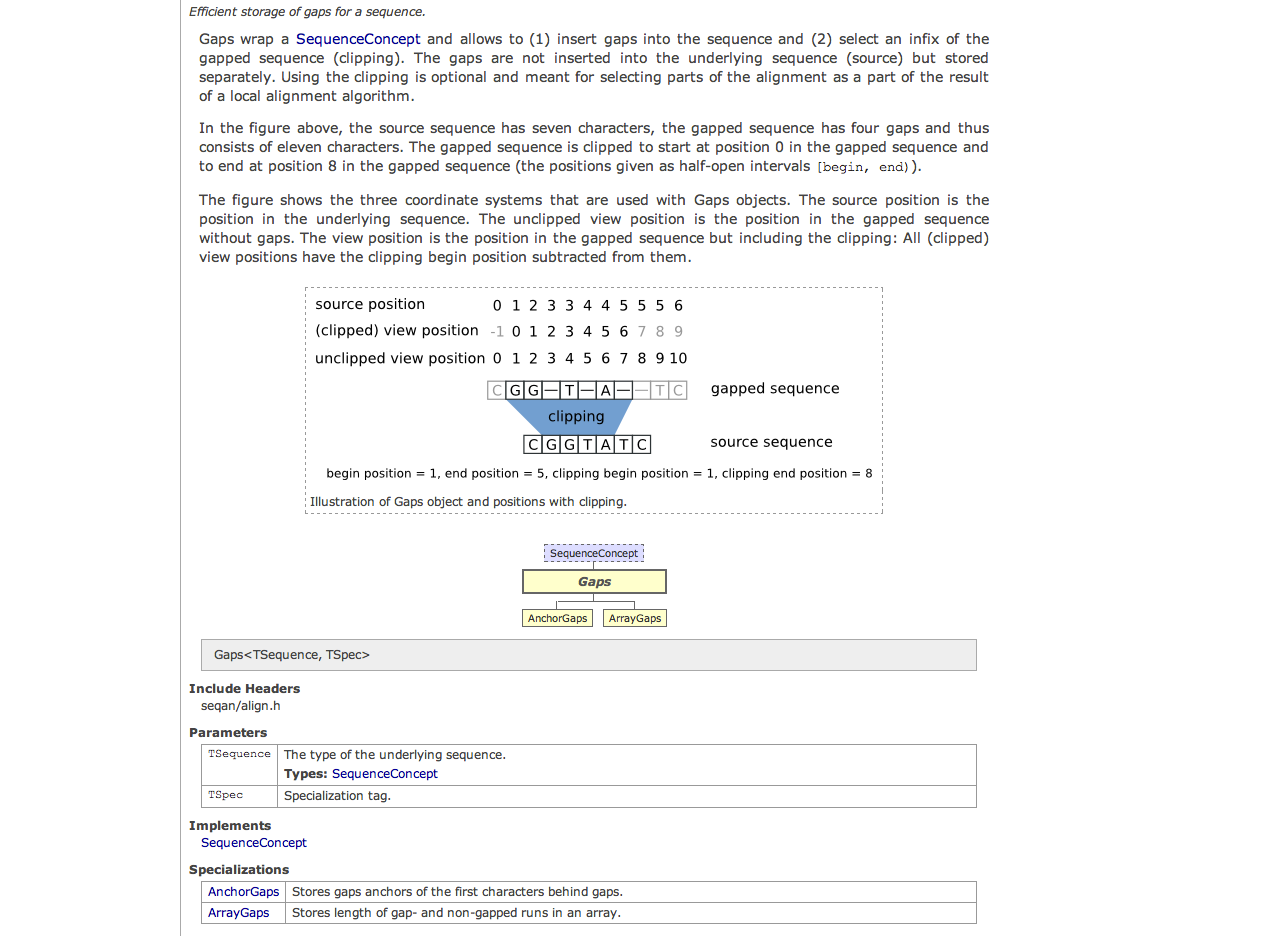 Efficient storage of gaps for a sequence.
Gaps wrap a SequenceConcept and allows to (1) insert gaps into the sequence and (2) select an infix of the
gapped sequence (clipping). The gaps are not inserted into the underlying sequence (source) but stored
separately. Using the clipping is optional and meant for selecting parts of the alignment as a part of the result
of a local alignment algorithm.
In the figure above, the source sequence has seven characters, the gapped sequence has four gaps and thus
consists of eleven characters. The gapped sequence is clipped to start at position 0 in the gapped sequence and
to end at position 8 in the gapped sequence (the positions given as half-open intervals [begin, end)).
The figure shows the three coordinate systems that are used with Gaps objects. The source position is the
position in the underlying sequence. The unclipped view position is the position in the gapped sequence
without gaps. The view position is the position in the gapped sequence but including the clipping: All (clipped)
view positions have the clipping begin position subtracted from them.
source position 0 1 2 3 3 4 4 5 5 5 6
(clipped) view position -1 0 1 2 3 4 5 6 7 8 9
unclipped view position 0 1 2 3 4 5 6 7 8 9 10
C G G — T — A — — T C gapped sequence
clipping
C G G T A T C source sequence
begin position = 1, end position = 5, clipping begin position = 1, clipping end position = 8
Illustration of Gaps object and positions with clipping.
SequenceConcept
Gaps
AnchorGaps ArrayGaps
Gaps<TSequence, TSpec>
Include Headers
seqan/align.h
Parameters
TSequence The type of the underlying sequence.
Types: SequenceConcept
TSpec Specialization tag.
Implements
SequenceConcept
Specializations
AnchorGaps Stores gaps anchors of the first characters behind gaps.
ArrayGaps Stores length of gap- and non-gapped runs in an array.